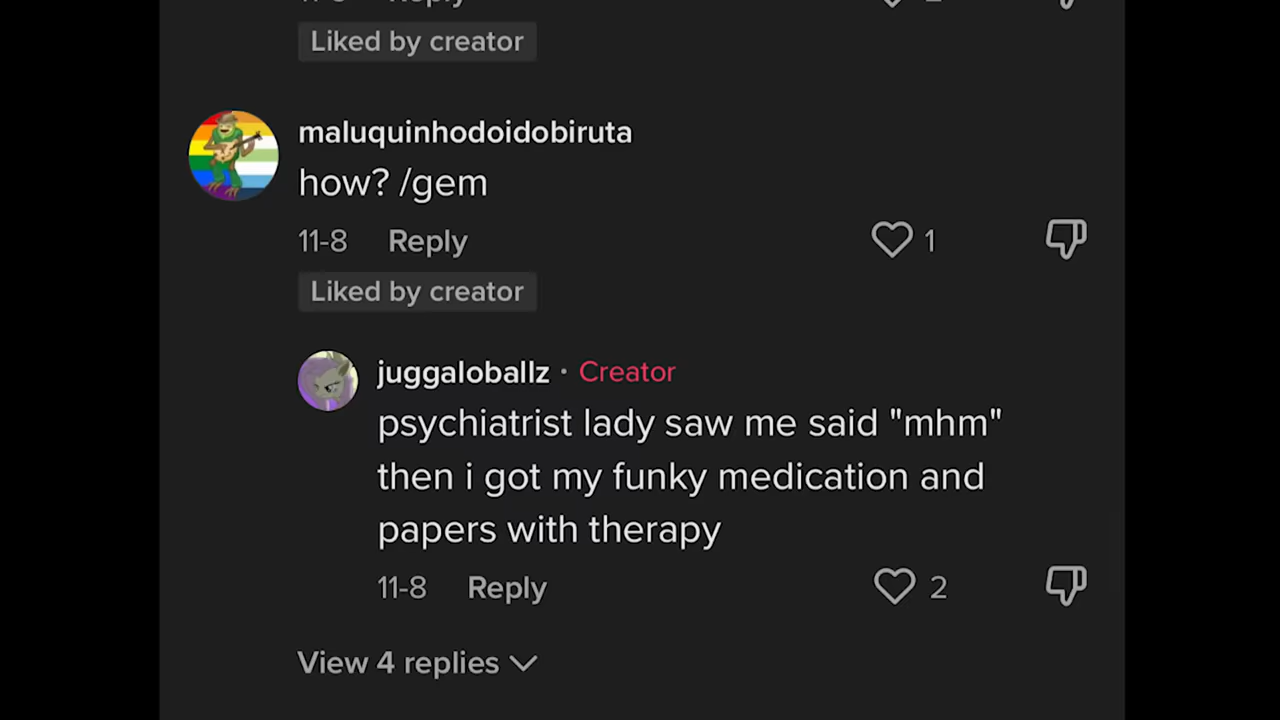 Liked by creator
maluquinhodoidobiruta
how? /gem
11-8 Reply 1
Liked by creator
juggaloballz · Creator
psychiatrist lady saw me said "mhm"
then i got my funky medication and
papers with therapy
11-8 Reply 2
View 4 replies